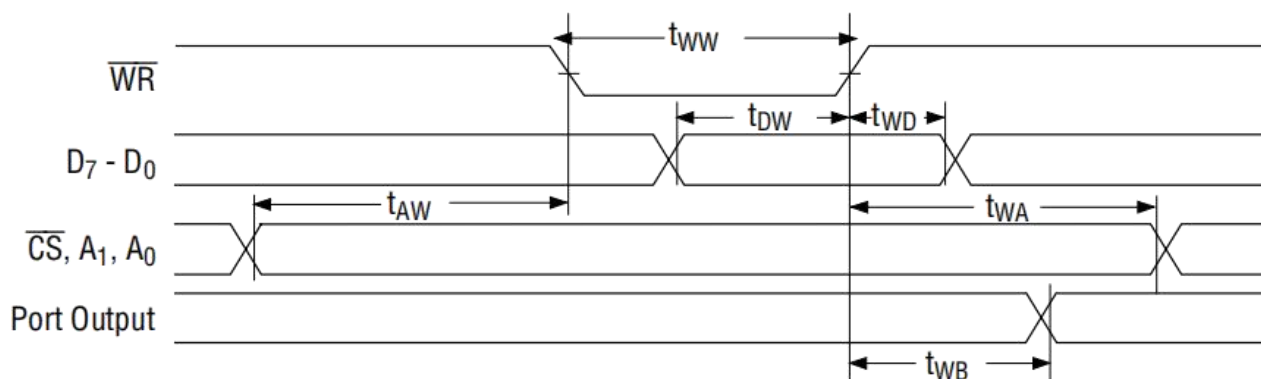 tWW
WR
tDW tWD
D7 - D0
tAW tWA
CS, A1, A0
Port Output
tWB